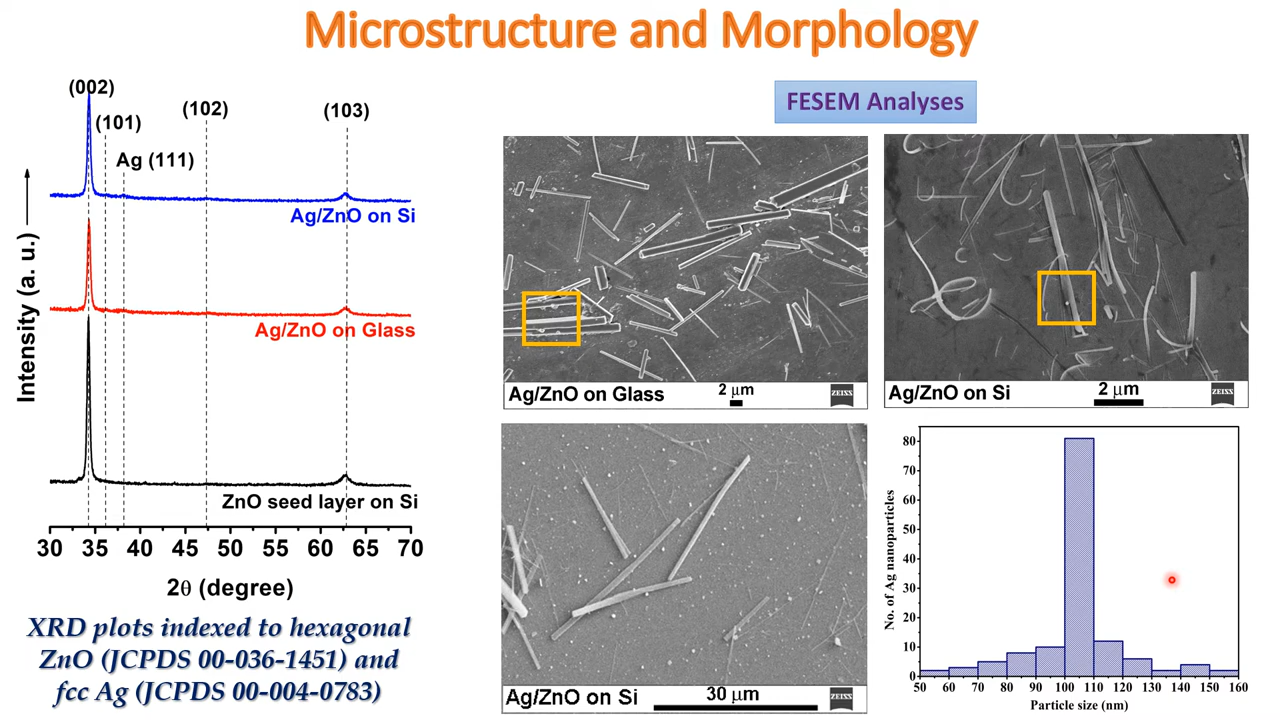 Microstructure and Morphology
(002)
(101)
(102)
(103)
Ag (111)
Ag/ZnO on Si
Ag/ZnO on Glass
ZnO seed layer on Si
Intensity (a. u.)
30 35 40 45 50 55 60 65 70
2θ (degree)
XRD plots indexed to hexagonal
ZnO (JCPDS 00-036-1451) and
fcc Ag (JCPDS 00-004-0783)
FESEM Analyses
Ag/ZnO on Glass 2 μm ZEISS
Ag/ZnO on Si 2 μm ZEISS
Ag/ZnO on Si 30 μm ZEISS
No. of Ag nanoparticles
80
70
60
50
40
30
20
10
0
50 60 70 80 90 100 110 120 130 140 150 160
Particle size (nm)